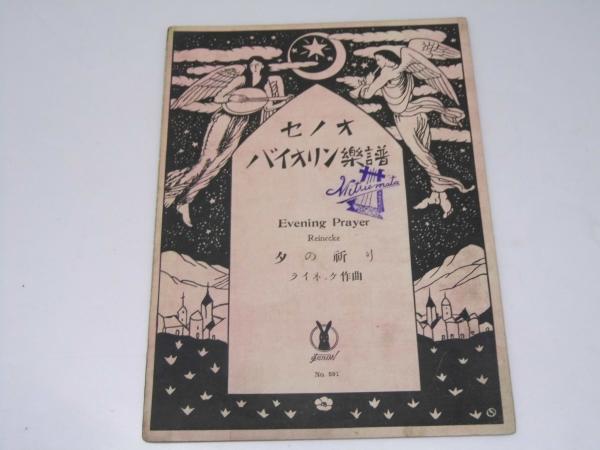 セノオ
バイオリン樂譜
Evening Prayer
Reinecke
夕の祈り
ライネッケ作曲
No. 591